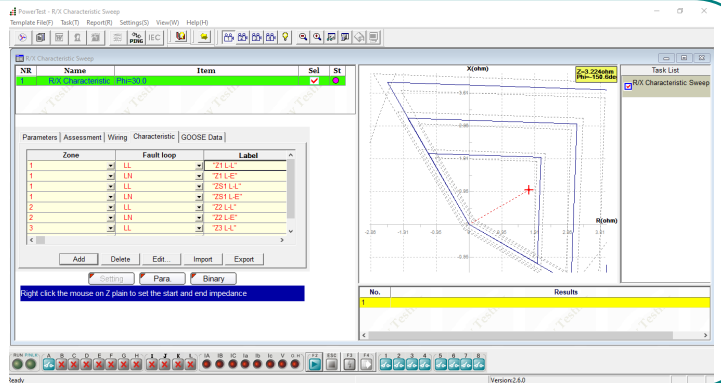 PowerTest - R/X Characteristic Sweep
Template File(F) Task(T) Report(R) Settings(S) View(W) Help(H)
PING IEC
R/X Characteristic Sweep
NR Name Item Sel St
1 R/X Characteristic Phi=30.0
Parameters Assessment Wiring Characteristic GOOSE Data
Zone Fault loop Label
1 LL "Z1 L-L"
1 LN "Z1 L-E"
1 LL "ZS1 L-L"
1 LN "ZS1 L-E"
2 LL "Z2 L-L"
2 LN "Z2 L-E"
3 LL "Z3 L-L"
Add Delete Edit... Import Export
Setting Para. Binary
Right click the mouse on Z plain to set the start and end impedance
X(ohm)
Z=3.224ohm
R(ohm)
Task List
R/X Characteristic Sweep
No. Results
1
RUN
A B C D E F G H I J K L IA IB IC Ia Ib Ic V O.H F2 ESC F3 F4 1 2 3 4 5 6 7 8
Ready Version:2.6.0